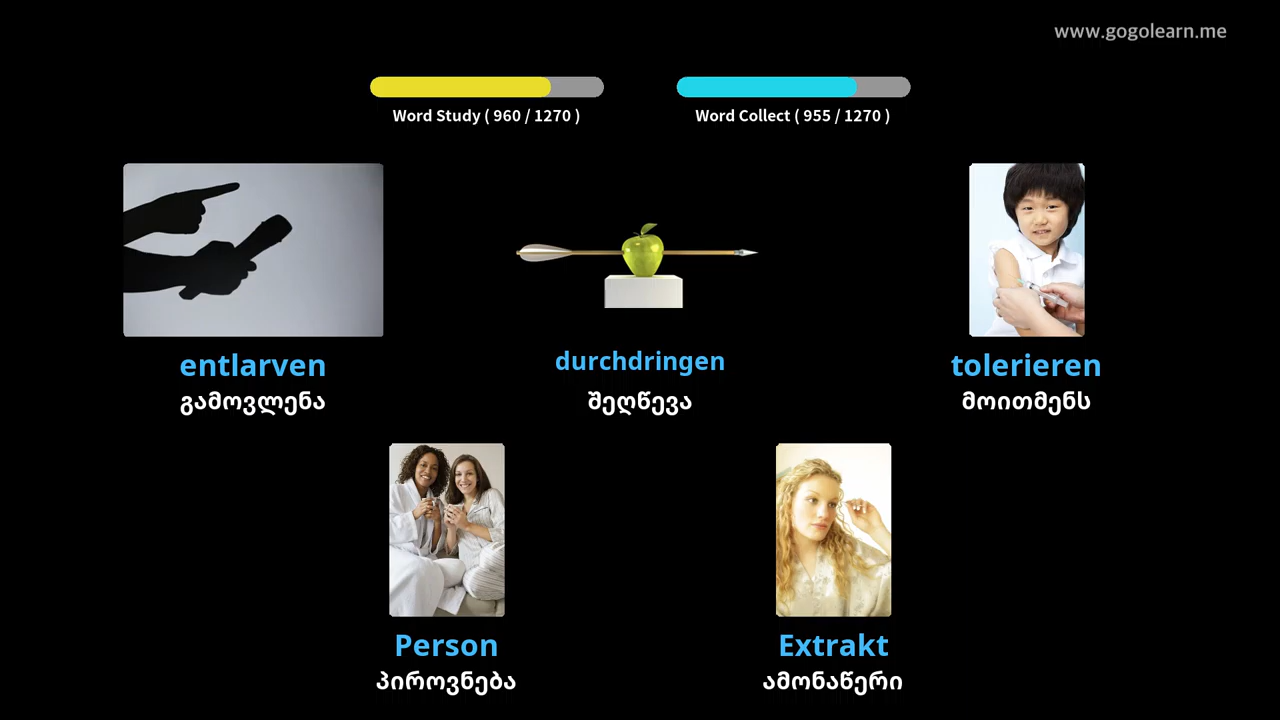 www.gogolearn.me
Word Study ( 960 / 1270 )
Word Collect ( 955 / 1270 )
entlarven
გამოვლენა
durchdringen
შეღწევა
tolerieren
მოითმენს
Person
პიროვნება
Extrakt
ამონაწერი